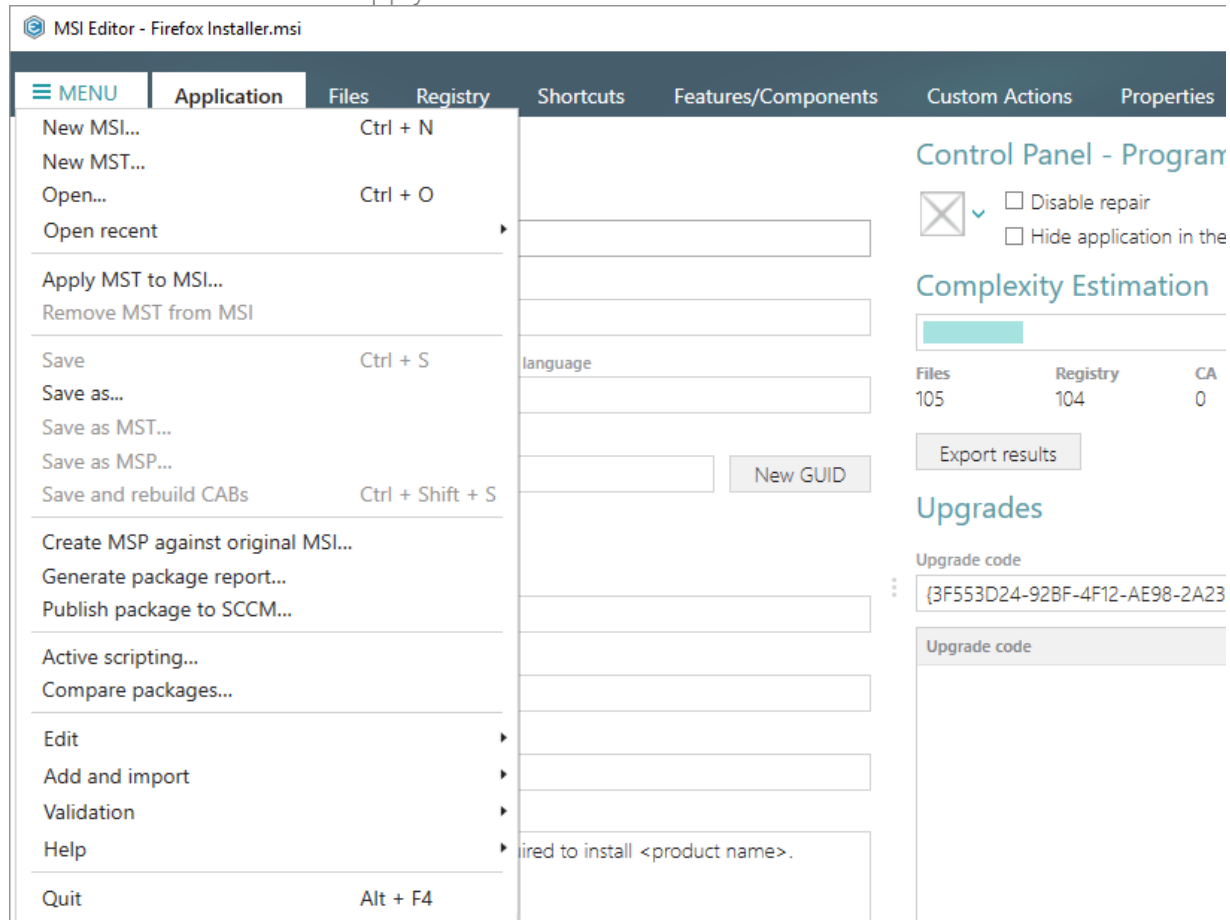 MSI Editor - Firefox Installer.msi
MENU
Application
Files
Registry
Shortcuts
Features/Components
Custom Actions
Properties
New MSI... Ctrl + N
New MST...
Open... Ctrl + O
Open recent
Apply MST to MSI...
Remove MST from MSI
Save Ctrl + S
Save as...
Save as MST...
Save as MSP...
Save and rebuild CABs Ctrl + Shift + S
Create MSP against original MSI...
Generate package report...
Publish package to SCCM...
Active scripting...
Compare packages...
Edit
Add and import
Validation
Help
Quit Alt + F4
language
New GUID
ired to install <product name>.
Control Panel - Program
Disable repair
Hide application in the
Complexity Estimation
Files Registry CA
105 104 0
Export results
Upgrades
Upgrade code
{3F553D24-92BF-4F12-AE98-2A23
Upgrade code